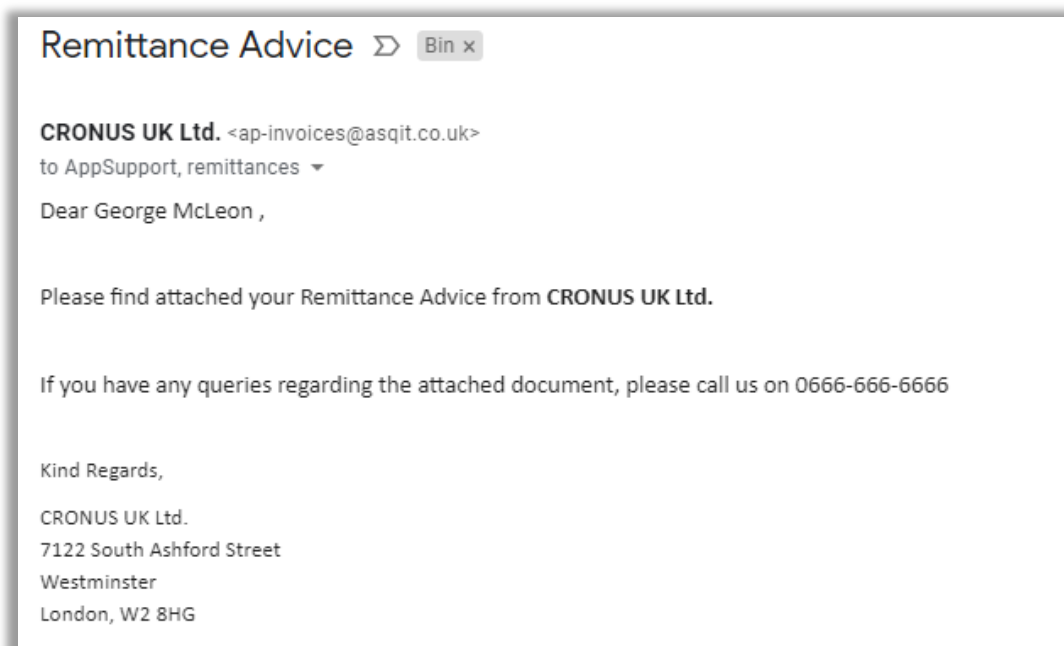 Remittance Advice Bin x
CRONUS UK Ltd. <ap-invoices@asqit.co.uk>
to AppSupport, remittances
Dear George McLeon ,
Please find attached your Remittance Advice from CRONUS UK Ltd.
If you have any queries regarding the attached document, please call us on 0666-666-6666
Kind Regards,
CRONUS UK Ltd.
7122 South Ashford Street
Westminster
London, W2 8HG